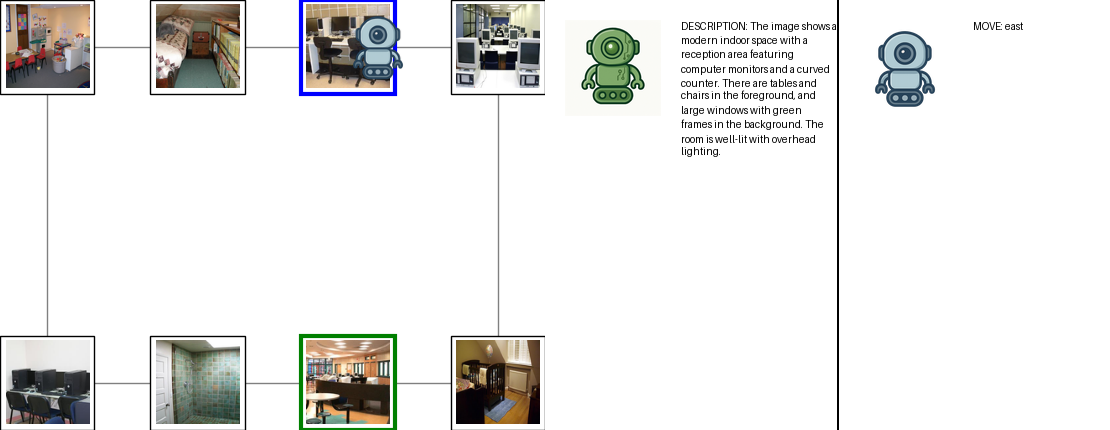 DESCRIPTION: The image shows a
modern indoor space with a
reception area featuring
computer monitors and a curved
counter. There are tables and
chairs in the foreground, and
large windows with green
frames in the background. The
room is well-lit with overhead
lighting.
MOVE: east